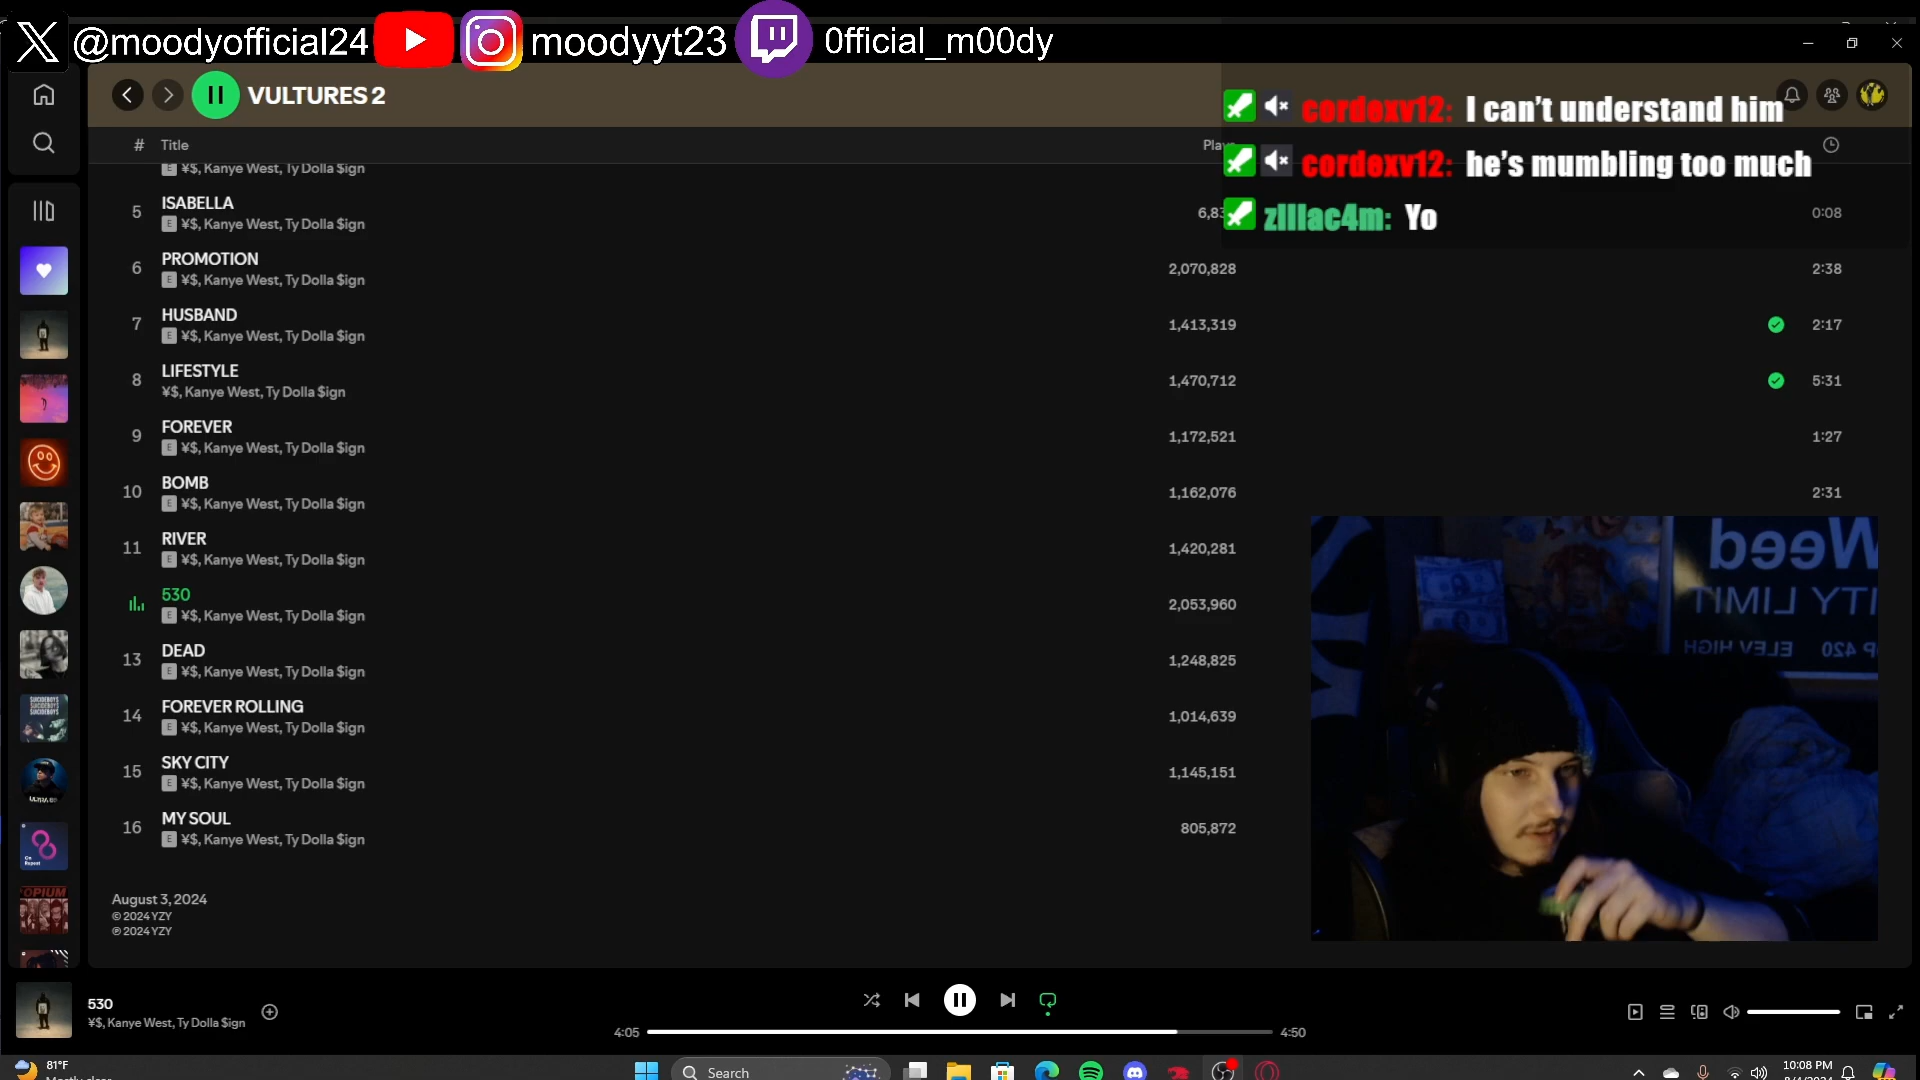 @moodyofficial24 moodyyt23 0fficial_m00dy
VULTURES 2
cordexv12: I can't understand him
# Title
cordexv12: he's mumbling too much
E ¥$, Kanye West, Ty Dolla $ign
5 ISABELLA 0:08
E ¥$, Kanye West, Ty Dolla $ign
zlllac4m: Yo
6 PROMOTION 2,070,828 2:38
E ¥$, Kanye West, Ty Dolla $ign
7 HUSBAND 1,413,319 2:17
E ¥$, Kanye West, Ty Dolla $ign
8 LIFESTYLE 1,470,712 5:31
¥$, Kanye West, Ty Dolla $ign
9 FOREVER 1,172,521 1:27
E ¥$, Kanye West, Ty Dolla $ign
10 BOMB 1,162,076 2:31
E ¥$, Kanye West, Ty Dolla $ign
11 RIVER 1,420,281
E ¥$, Kanye West, Ty Dolla $ign
530 2,053,960
E ¥$, Kanye West, Ty Dolla $ign
13 DEAD 1,248,825
E ¥$, Kanye West, Ty Dolla $ign
14 FOREVER ROLLING 1,014,639
E ¥$, Kanye West, Ty Dolla $ign
15 SKY CITY 1,145,151
E ¥$, Kanye West, Ty Dolla $ign
16 MY SOUL 805,872
E ¥$, Kanye West, Ty Dolla $ign
August 3, 2024
© 2024 YZY
℗ 2024 YZY
Weed
ITY LIMIT
ELEV HIGH
420
530
¥$, Kanye West, Ty Dolla $ign
4:05 4:50
81°F
Search
10:08 PM